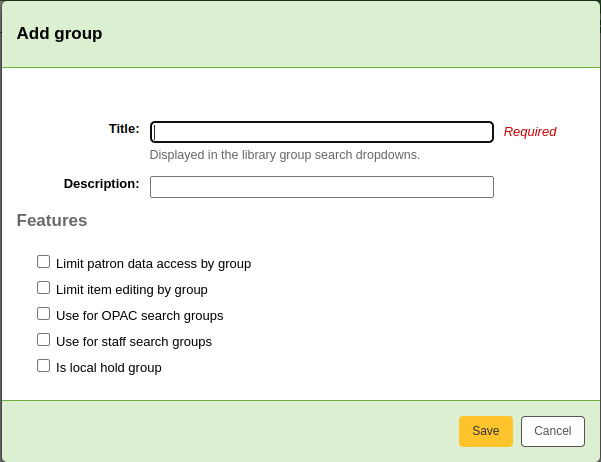 Add group
Title:
Required
Displayed in the library group search dropdowns.
Description:
Features
Limit patron data access by group
Limit item editing by group
Use for OPAC search groups
Use for staff search groups
Is local hold group
Save
Cancel